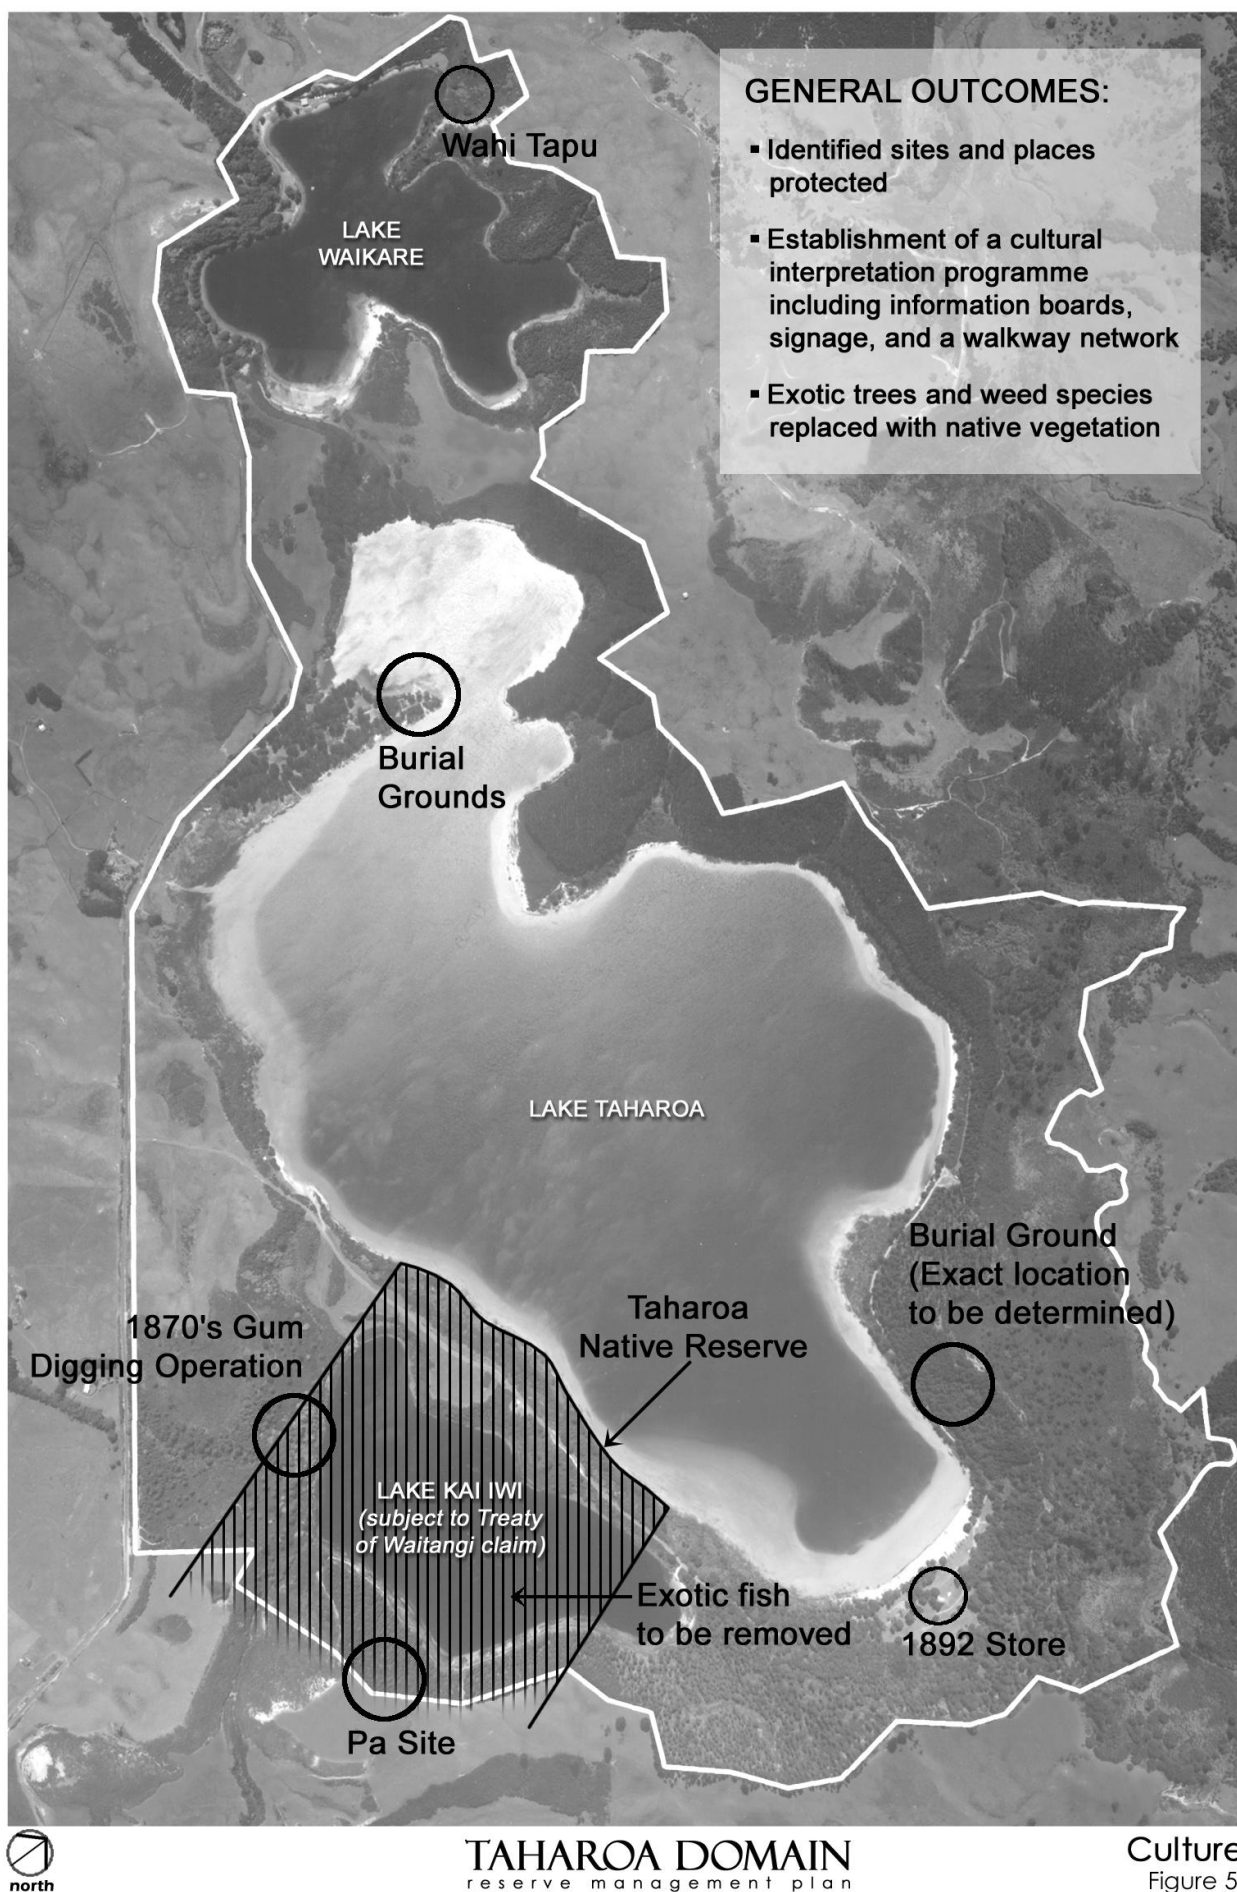 GENERAL OUTCOMES:
▪ Identified sites and places
protected
▪ Establishment of a cultural
interpretation programme
including information boards,
signage, and a walkway network
▪ Exotic trees and weed species
replaced with native vegetation
Wahi Tapu
LAKE
WAIKARE
Burial
Grounds
LAKE TAHAROA
Burial Ground
(Exact location
to be determined)
Taharoa
Native Reserve
1870's Gum
Digging Operation
LAKE KAI IWI
(subject to Treaty
of Waitangi claim)
Exotic fish
to be removed
1892 Store
Pa Site
north
TAHAROA DOMAIN
reserve management plan
Culture
Figure 5